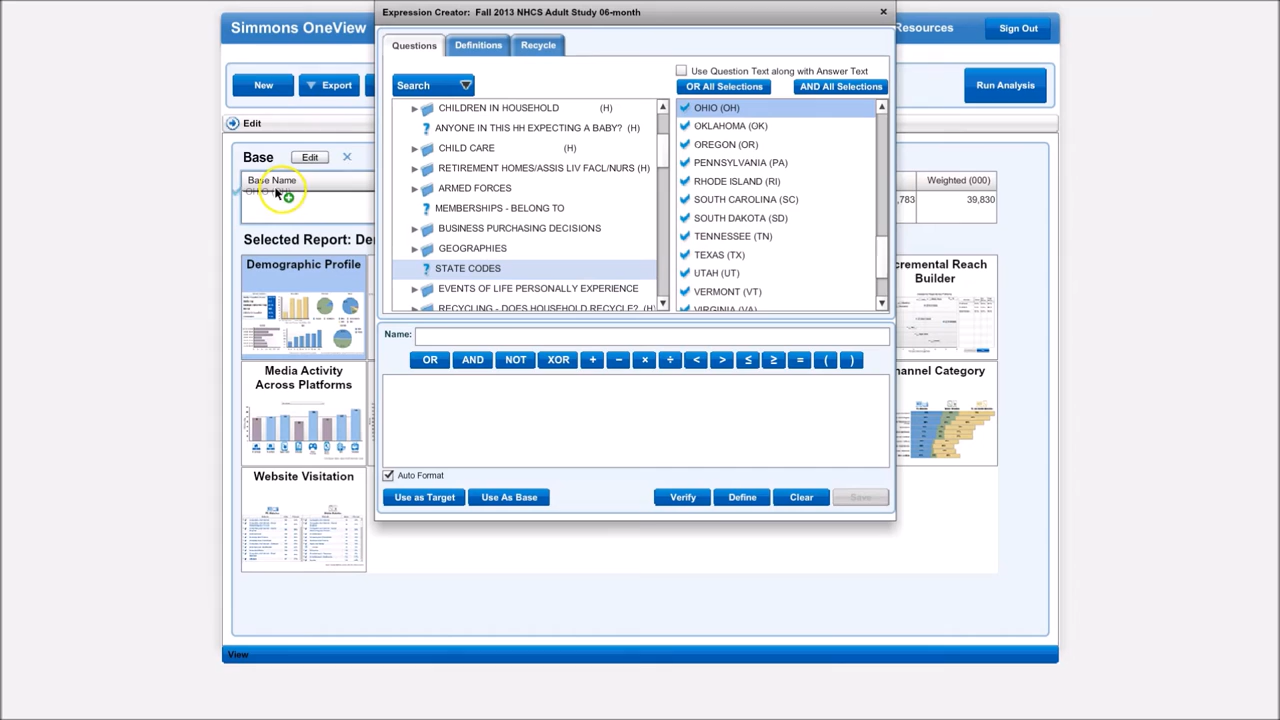 Expression Creator: Fall 2013 NHCS Adult Study 06-month
Simmons OneView
Resources
Sign Out
Questions
Definitions
Recycle
New
Export
Run Analysis
Search
Use Question Text along with Answer Text
OR All Selections
AND All Selections
Edit
CHILDREN IN HOUSEHOLD (H)
ANYONE IN THIS HH EXPECTING A BABY? (H)
CHILD CARE (H)
RETIREMENT HOMES/ASSIS LIV FACL/NURS (H)
ARMED FORCES
MEMBERSHIPS - BELONG TO
BUSINESS PURCHASING DECISIONS
GEOGRAPHIES
STATE CODES
EVENTS OF LIFE PERSONALLY EXPERIENCE
OHIO (OH)
OKLAHOMA (OK)
OREGON (OR)
PENNSYLVANIA (PA)
RHODE ISLAND (RI)
SOUTH CAROLINA (SC)
SOUTH DAKOTA (SD)
TENNESSEE (TN)
TEXAS (TX)
UTAH (UT)
VERMONT (VT)
VIRGINIA (VA)
Base
Edit
Base Name
Weighted (000)
,783
39,830
Selected Report: De
Demographic Profile
cremental Reach
Builder
Media Activity
Across Platforms
hannel Category
Website Visitation
Name:
OR
AND
NOT
XOR
+
−
×
÷
<
>
≤
≥
=
(
)
Auto Format
Use as Target
Use As Base
Verify
Define
Clear
Save
View